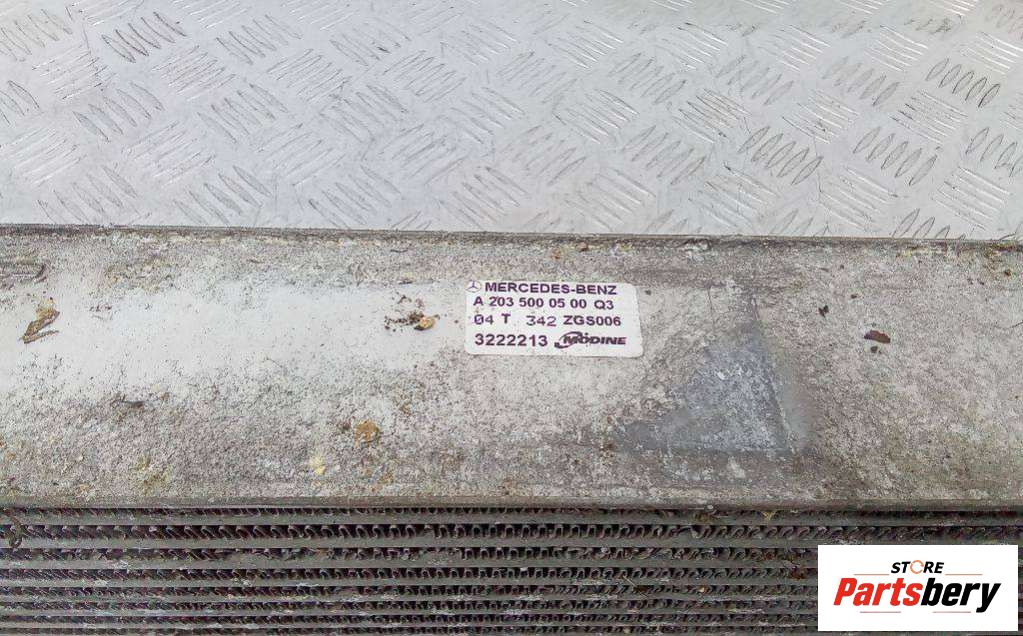 MERCEDES-BENZ
A 203 500 05 00 Q3
04 T 342 ZGS006
3222213 MODINE
STORE
Partsbery